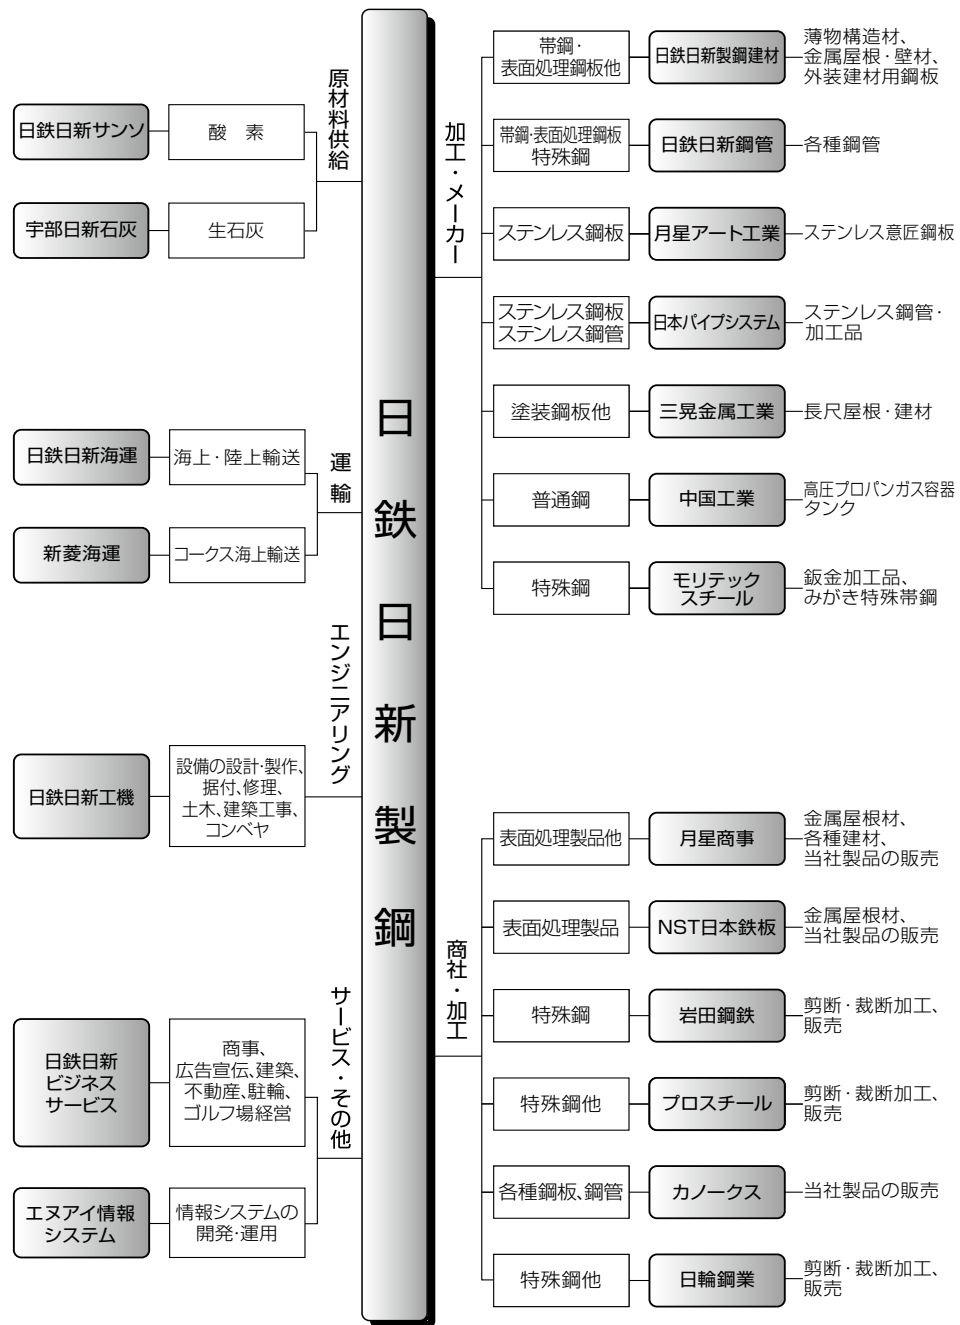 原材料供給
日鉄日新サンソ
酸 素
宇部日新石灰
生石灰
運 輸
日鉄日新海運
海上・陸上輸送
新菱海運
コークス海上輸送
エンジニアリング
日鉄日新工機
設備の設計・製作、
据付、修理、
土木、建築工事、
コンベヤ
サービス・その他
日鉄日新
ビジネス
サービス
商事、
広告宣伝、建築、
不動産、駐輪、
ゴルフ場経営
エヌアイ情報
システム
情報システムの
開発・運用
日鉄日新製鋼
加工・メーカー
帯鋼・
表面処理鋼板他
日鉄日新製鋼建材
薄物構造材、
金属屋根・壁材、
外装建材用鋼板
帯鋼・表面処理鋼板
特殊鋼
日鉄日新鋼管
各種鋼管
ステンレス鋼板
月星アート工業
ステンレス意匠鋼板
ステンレス鋼板
ステンレス鋼管
日本パイプシステム
ステンレス鋼管・
加工品
塗装鋼板他
三晃金属工業
長尺屋根・建材
普通鋼
中国工業
高圧プロパンガス容器
タンク
特殊鋼
モリテック
スチール
鈑金加工品、
みがき特殊帯鋼
商社・加工
表面処理製品他
月星商事
金属屋根材、
各種建材、
当社製品の販売
表面処理製品
NST日本鉄板
金属屋根材、
当社製品の販売
特殊鋼
岩田鋼鉄
剪断・裁断加工、
販売
特殊鋼他
プロスチール
剪断・裁断加工、
販売
各種鋼板、鋼管
カノークス
当社製品の販売
特殊鋼他
日輪鋼業
剪断・裁断加工、
販売